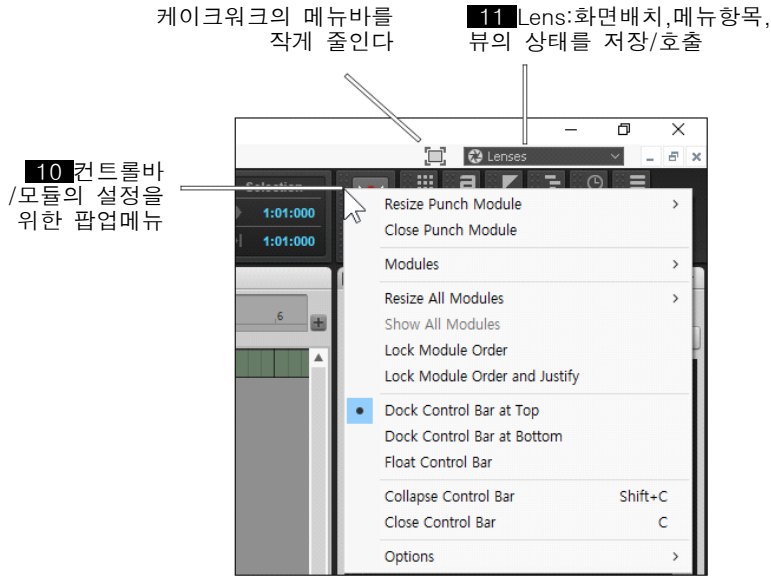 케이크워크의 메뉴바를
작게 줄인다
11 Lens:화면배치,메뉴항목,
뷰의 상태를 저장/호출
10 컨트롤바
/모듈의 설정을
위한 팝업메뉴
Lenses
Selection
1:01:000
1:01:000
6
Resize Punch Module
Close Punch Module
Modules
Resize All Modules
Show All Modules
Lock Module Order
Lock Module Order and Justify
Dock Control Bar at Top
Dock Control Bar at Bottom
Float Control Bar
Collapse Control Bar Shift+C
Close Control Bar C
Options